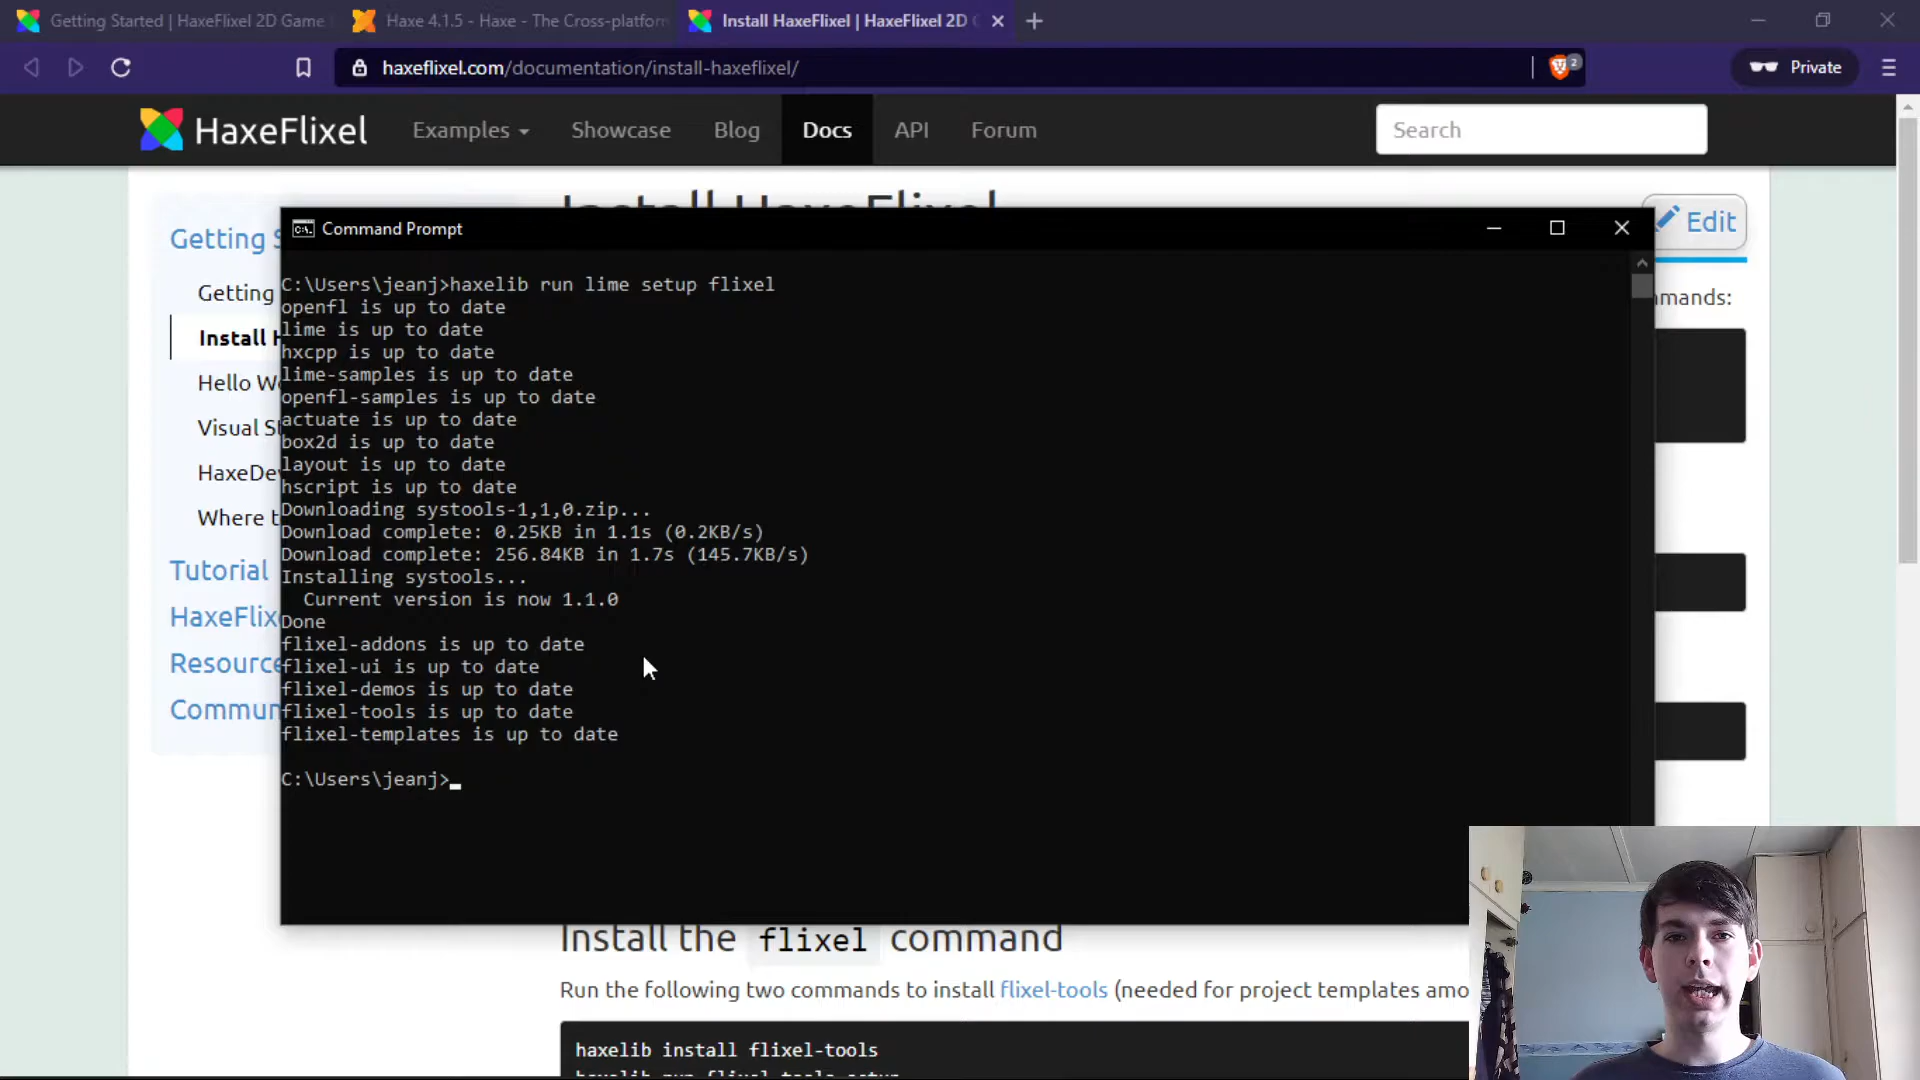 Getting Started | HaxeFlixel 2D Game
Haxe 4.1.5 - Haxe - The Cross-platform
Install HaxeFlixel | HaxeFlixel 2D
haxeflixel.com/documentation/install-haxeflixel/
2
Private
HaxeFlixel
Examples
Showcase
Blog
Docs
API
Forum
Search
Install HaxeFlixel
Edit
Getting
Getting
Install
Hello
Visual
Where
Tutorial
Command Prompt
C:\Users\jeanj>haxelib run lime setup flixel
openfl is up to date
lime is up to date
hxcpp is up to date
lime-samples is up to date
openfl-samples is up to date
actuate is up to date
box2d is up to date
layout is up to date
hscript is up to date
Downloading systools-1,1,0.zip...
Download complete: 0.25KB in 1.1s (0.2KB/s)
Download complete: 256.84KB in 1.7s (145.7KB/s)
Installing systools...
Current version is now 1.1.0
Done
flixel-addons is up to date
flixel-ui is up to date
flixel-demos is up to date
flixel-tools is up to date
flixel-templates is up to date
C:\Users\jeanj>
Install the flixel command
Run the following two commands to install flixel-tools (needed for project templates
haxelib install flixel-tools